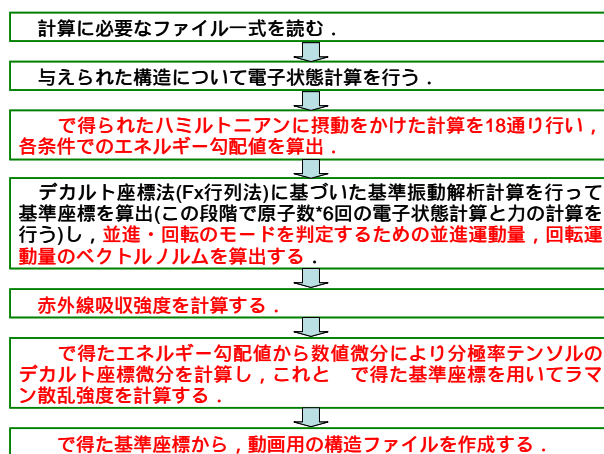 計算に必要なファイル一式を読む．
与えられた構造について電子状態計算を行う．
で得られたハミルトニアンに摂動をかけた計算を18通り行い，
各条件でのエネルギー勾配値を算出．
デカルト座標法(Fx行列法)に基づいた基準振動解析計算を行って
基準座標を算出(この段階で原子数*6回の電子状態計算と力の計算を
行う)し，並進・回転のモードを判定するための並進運動量，回転運
動量のベクトルノルムを算出する．
赤外線吸収強度を計算する．
で得たエネルギー勾配値から数値微分により分極率テンソルの
デカルト座標微分を計算し，これと　で得た基準座標を用いてラマ
ン散乱強度を計算する．
で得た基準座標から，動画用の構造ファイルを作成する．